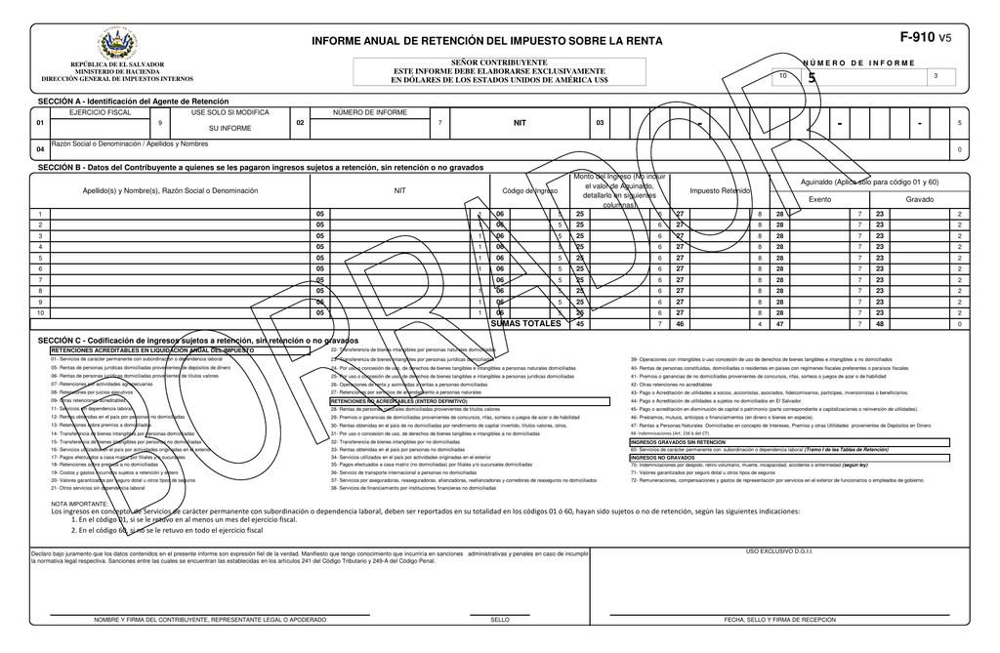 F-910 V5
INFORME ANUAL DE RETENCIÓN DEL IMPUESTO SOBRE LA RENTA
REPÚBLICA DE EL SALVADOR
MINISTERIO DE HACIENDA
DIRECCIÓN GENERAL DE IMPUESTOS INTERNOS
SEÑOR CONTRIBUYENTE
ESTE INFORME DEBE ELABORARSE EXCLUSIVAMENTE
EN DÓLARES DE LOS ESTADOS UNIDOS DE AMÉRICA US$
NÚMERO DE INFORME
10 5 3
SECCIÓN A - Identificación del Agente de Retención
01 EJERCICIO FISCAL 9 USE SOLO SI MODIFICA SU INFORME 02 NÚMERO DE INFORME 7 NIT 03 - - - 5
04 Razón Social o Denominación / Apellidos y Nombres 0
SECCIÓN B - Datos del Contribuyente a quienes se les pagaron ingresos sujetos a retención, sin retención o no gravados
Apellido(s) y Nombre(s), Razón Social o Denominación NIT Código de Ingreso Monto del Ingreso (No incluir el valor de Aguinaldo, detallarlo en siguientes columnas) Impuesto Retenido Aguinaldo (Aplica solo para código 01 y 60)
Exento Gravado
1 05 1 06 5 25 6 27 8 28 7 23 2
2 05 1 06 5 25 6 27 8 28 7 23 2
3 05 1 06 5 25 6 27 8 28 7 23 2
4 05 1 06 5 25 6 27 8 28 7 23 2
5 05 1 06 5 25 6 27 8 28 7 23 2
6 05 1 06 5 25 6 27 8 28 7 23 2
7 05 1 06 5 25 6 27 8 28 7 23 2
8 05 1 06 5 25 6 27 8 28 7 23 2
9 05 1 06 5 25 6 27 8 28 7 23 2
10 05 1 06 5 25 6 27 8 28 7 23 2
SUMAS TOTALES 45 7 46 4 47 7 48 0
SECCIÓN C - Codificación de ingresos sujetos a retención, sin retención o no gravados
RETENCIONES ACREDITABLES EN LIQUIDACION ANUAL DEL IMPUESTO
01- Servicios de carácter permanente con subordinación o dependencia laboral
05- Rentas de personas jurídicas domiciliadas provenientes de depósitos de dinero
06- Rentas de personas jurídicas domiciliadas provenientes de títulos valores
07- Retenciones por actividades agropecuarias
08- Retenciones por juicios ejecutivos
09- Otras retenciones acreditables
11- Servicios sin dependencia laboral
12- Rentas obtenidas en el país por personas no domiciliadas
13- Retenciones sobre premios a domiciliados
14- Transferencia de bienes intangibles por personas domiciliadas
15- Transferencia de bienes intangibles por personas no domiciliadas
16- Servicios utilizados en el país por actividades originadas en el exterior
17- Pagos efectuados a casa matriz por filiales y/o sucursales
18- Retenciones sobre premios a no domiciliados
19- Costos y gastos incurridos sujetos a retención y entero
20- Valores garantizados por seguro dotal u otros tipos de seguros
21- Otros servicios sin dependencia laboral
22- Transferencia de bienes intangibles por personas naturales domiciliadas
23- Transferencia de bienes intangibles por personas jurídicas domiciliadas
24- Por uso o concesión de uso, de derechos de bienes tangibles e intangibles a personas naturales domiciliadas
25- Por uso o concesión de uso, de derechos de bienes tangibles e intangibles a personas jurídicas domiciliadas
26- Operaciones de renta y asimiladas a rentas a personas domiciliadas
27- Retenciones por servicios de arrendamiento a personas naturales
RETENCIONES NO ACREDITABLES (ENTERO DEFINITIVO)
28- Rentas de personas naturales domiciliadas provenientes de títulos valores
29- Premios o ganancias de domiciliados provenientes de concursos, rifas, sorteos o juegos de azar o de habilidad
30- Rentas obtenidas en el país de no domiciliadas por rendimiento de capital invertido, títulos valores, otros.
31- Por uso o concesión de uso, de derechos de bienes tangibles e intangibles a no domiciliados
32- Transferencia de bienes intangibles por no domiciliados
33- Rentas obtenidas en el país por personas no domiciliadas
34- Servicios utilizados en el país por actividades originadas en el exterior
35- Pagos efectuados a casa matriz (no domiciliadas) por filiales y/o sucursales domiciliadas
36- Servicio de transporte internacional a personas no domiciliadas
37- Servicios por aseguradoras, reaseguradoras, afianzadoras, reafianzadoras y corredores de reaseguros no domiciliadas
38- Servicios de financiamientos por instituciones financieras no domiciliadas
39- Operaciones con intangibles o uso concesión de uso de derechos de bienes tangibles e intangibles a no domiciliados
40- Rentas de personas constituidas, domiciliadas o residentes en países con regímenes fiscales preferentes o paraísos fiscales
41- Premios o ganancias de no domiciliados provenientes de concursos, rifas, sorteos o juegos de azar o de habilidad
42- Otras retenciones no acreditables
43- Pago o Acreditación de utilidades a socios, accionistas, asociados, fideicomisarios, partícipes, inversionistas o beneficiarios.
44- Pago o Acreditación de utilidades a sujetos no domiciliados en El Salvador.
45- Pago o acreditación en disminución de capital o patrimonio (parte correspondiente a capitalizaciones o reinversión de utilidades).
46- Prestamos, mutuos, anticipos o financiamientos (en dinero o bienes en especie).
47- Rentas a Personas Naturales Domiciliadas en concepto de Intereses, Premios y otras Utilidades provenientes de Depósitos en Dinero
48- Indemnizaciones (Art. 156 b del CT)
INGRESOS GRAVADOS SIN RETENCION
60- Servicios de carácter permanente con subordinación o dependencia laboral (Tramo I de las Tablas de Retención)
INGRESOS NO GRAVADOS
70- Indemnizaciones por despido, retiro voluntario, muerte, incapacidad, accidente o enfermedad (según ley)
71- Valores garantizados por seguro dotal u otros tipos de seguros
72- Remuneraciones, compensaciones y gastos de representación por servicios en el exterior de funcionarios o empleados de gobierno
NOTA IMPORTANTE:
Los ingresos en concepto de Servicios de carácter permanente con subordinación o dependencia laboral, deben ser reportados en su totalidad en los códigos 01 ó 60, hayan sido sujetos o no de retención, según las siguientes indicaciones:
1. En el código 01, si se le retuvo en al menos un mes del ejercicio fiscal.
2. En el código 60, si no se le retuvo en todo el ejercicio fiscal
Declaro bajo juramento que los datos contenidos en el presente informe son expresión fiel de la verdad. Manifiesto que tengo conocimiento que incurriría en sanciones administrativas y penales en caso de incumplir
la normativa legal respectiva. Sanciones entre las cuales se encuentran las establecidas en los artículos 241 del Código Tributario y 249-A del Código Penal.
USO EXCLUSIVO D.G.I.I.
NOMBRE Y FIRMA DEL CONTRIBUYENTE, REPRESENTANTE LEGAL O APODERADO SELLO FECHA, SELLO Y FIRMA DE RECEPCIÓN
BORRADOR